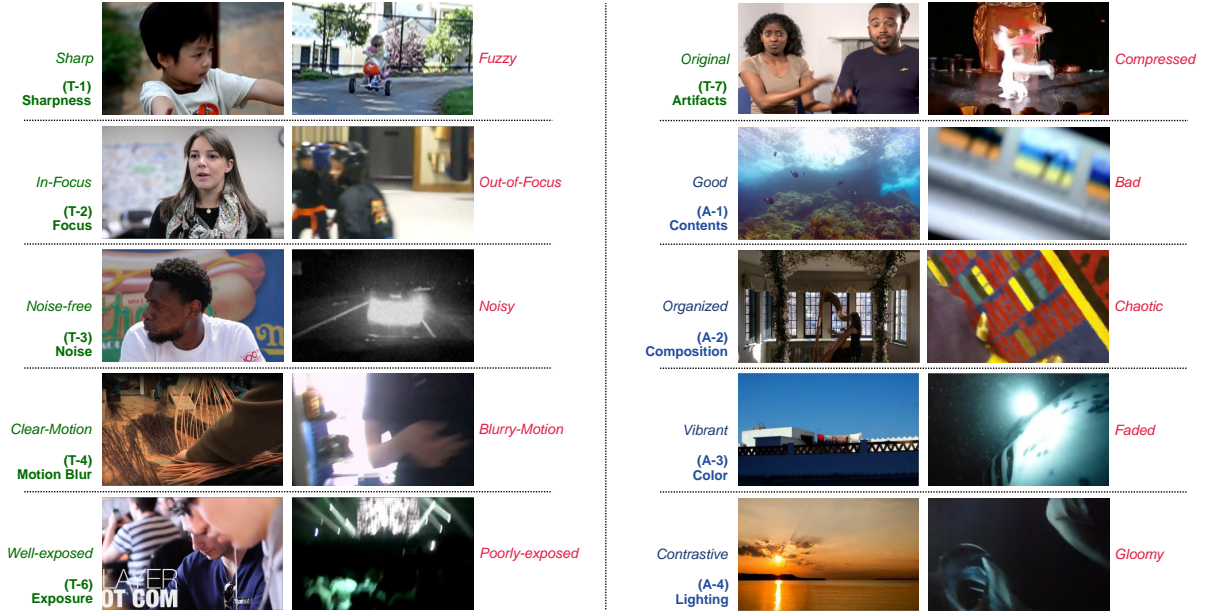 Sharp
(T-1)
Sharpness
Fuzzy
In-Focus
(T-2)
Focus
Out-of-Focus
Noise-free
(T-3)
Noise
Noisy
Clear-Motion
(T-4)
Motion Blur
Blurry-Motion
Well-exposed
(T-6)
Exposure
LAYER
OT GOM
Poorly-exposed
Original
(T-7)
Artifacts
Compressed
Good
(A-1)
Contents
Bad
Organized
(A-2)
Composition
Chaotic
Vibrant
(A-3)
Color
Faded
Contrastive
(A-4)
Lighting
Gloomy